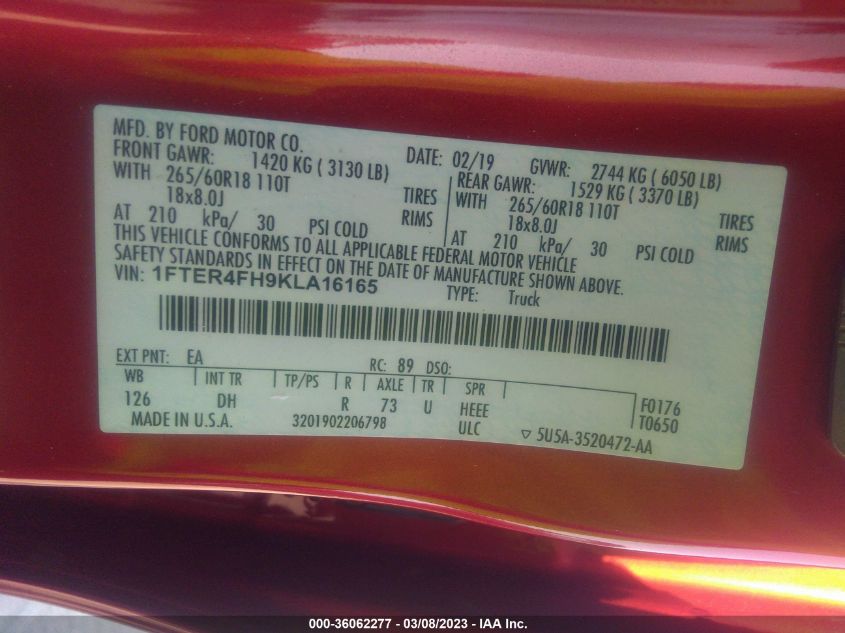 MFD. BY FORD MOTOR CO.
DATE: 02/19 GVWR: 2744 KG ( 6050 LB)
FRONT GAWR: 1420 KG ( 3130 LB)
REAR GAWR: 1529 KG ( 3370 LB)
WITH 265/60R18 110T TIRES
WITH 265/60R18 110T TIRES
18x8.0J RIMS
18x8.0J RIMS
AT 210 kPa/ 30 PSI COLD
AT 210 kPa/ 30 PSI COLD
THIS VEHICLE CONFORMS TO ALL APPLICABLE FEDERAL MOTOR VEHICLE
SAFETY STANDARDS IN EFFECT ON THE DATE OF MANUFACTURE SHOWN ABOVE.
VIN: 1FTER4FH9KLA16165
TYPE: Truck
EXT PNT: EA RC: 89 DSO:
WB INT TR TP/PS R AXLE TR SPR
126 DH R 73 U HEEE F0176
ULC T0650
MADE IN U.S.A. 3201902206798 ▽ 5U5A-3520472-AA
000-36062277 - 03/08/2023 - IAA Inc.